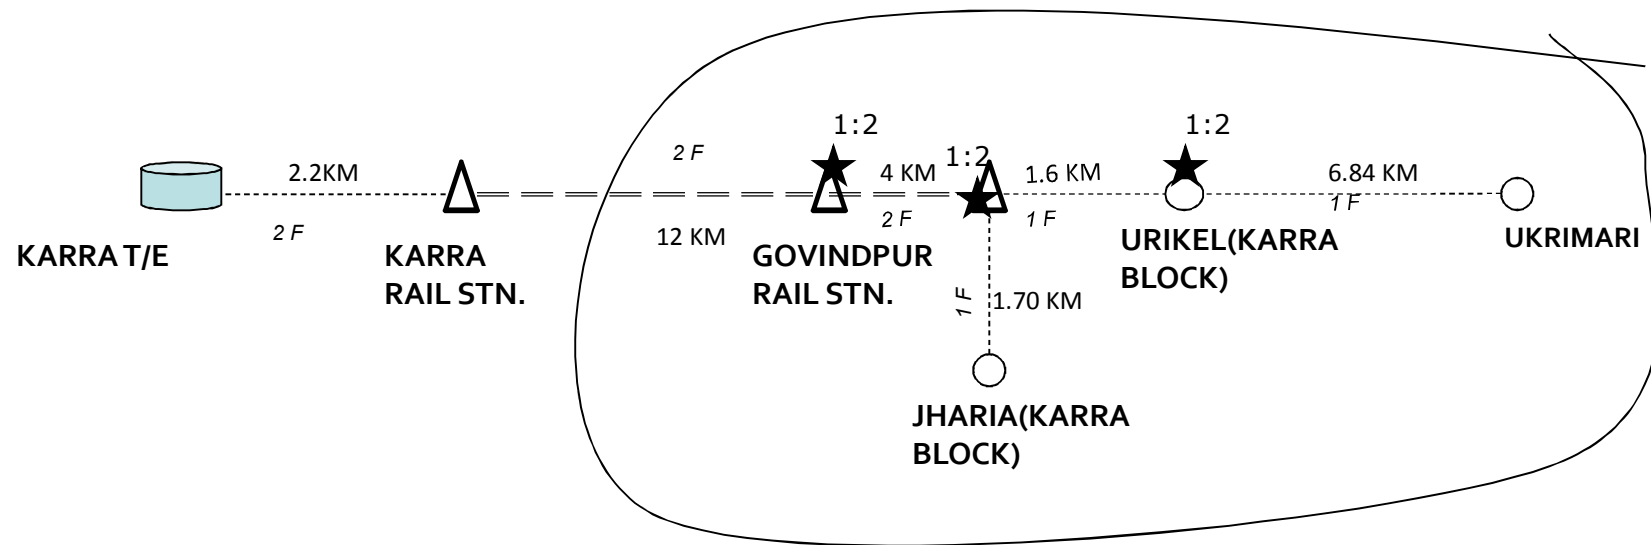 1:2
1:2
2 F
1:2
2.2KM
4 KM
1.6 KM
6.84 KM
2 F
12 KM
2 F
1 F
1 F
KARRA T/E
KARRA
RAIL STN.
GOVINDPUR
RAIL STN.
URIKEL(KARRA
BLOCK)
UKRIMARI
1 F
1.70 KM
JHARIA(KARRA
BLOCK)